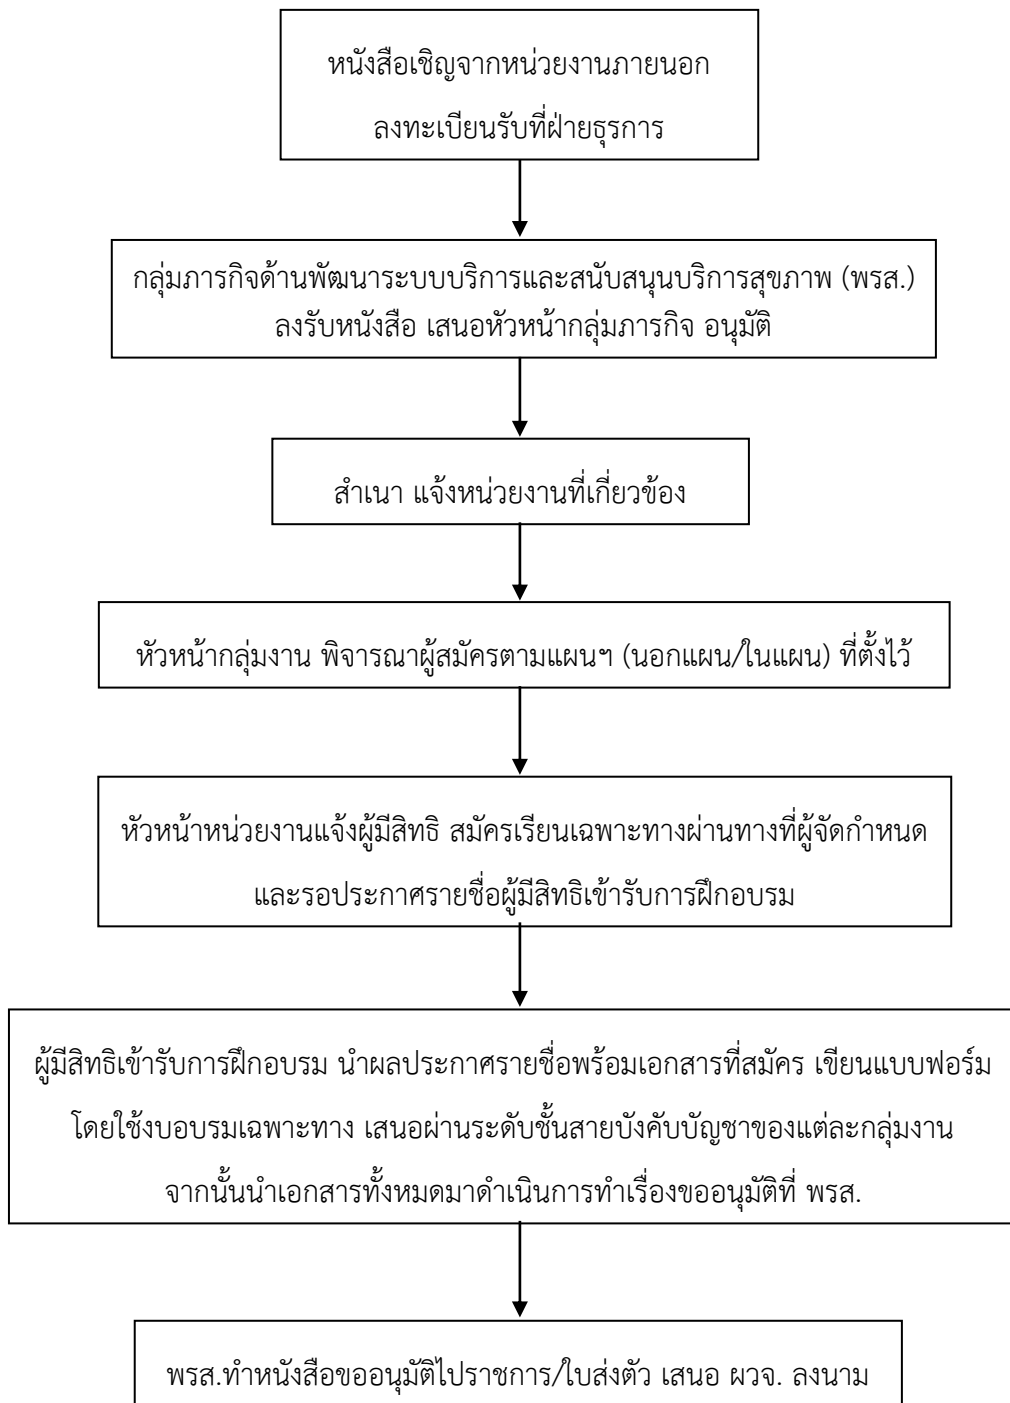 หนังสือเชิญจากหน่วยงานภายนอก
ลงทะเบียนรับที่ฝ่ายธุรการ
กลุ่มภารกิจด้านพัฒนาระบบบริการและสนับสนุนบริการสุขภาพ (พรส.)
ลงรับหนังสือ เสนอหัวหน้ากลุ่มภารกิจ อนุมัติ
สำเนา แจ้งหน่วยงานที่เกี่ยวข้อง
หัวหน้ากลุ่มงาน พิจารณาผู้สมัครตามแผนฯ (นอกแผน/ในแผน) ที่ตั้งไว้
หัวหน้าหน่วยงานแจ้งผู้มีสิทธิ สมัครเรียนเฉพาะทางผ่านทางที่ผู้จัดกำหนด
และรอประกาศรายชื่อผู้มีสิทธิเข้ารับการฝึกอบรม
ผู้มีสิทธิเข้ารับการฝึกอบรม นำผลประกาศรายชื่อพร้อมเอกสารที่สมัคร เขียนแบบฟอร์ม
โดยใช้งบอบรมเฉพาะทาง เสนอผ่านระดับชั้นสายบังคับบัญชาของแต่ละกลุ่มงาน
จากนั้นนำเอกสารทั้งหมดมาดำเนินการทำเรื่องขออนุมัติที่ พรส.
พรส.ทำหนังสือขออนุมัติไปราชการ/ใบส่งตัว เสนอ ผวจ. ลงนาม